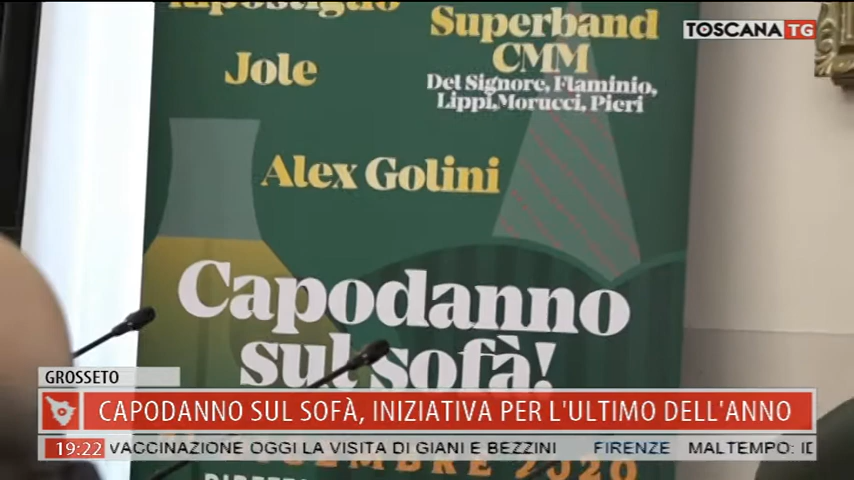 Superband
CMM
Del Signore, Flaminio,
Lippi, Morucci, Pieri
Jole
Alex Golini
Capodanno
sul sofà!
2020
TOSCANA TG
GROSSETO
CAPODANNO SUL SOFÀ, INIZIATIVA PER L'ULTIMO DELL'ANNO
19:22 VACCINAZIONE OGGI LA VISITA DI GIANI E BEZZINI FIRENZE MALTEMPO: